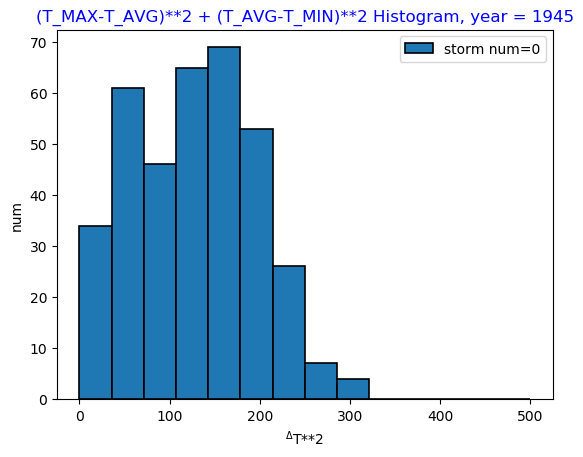 (T_MAX-T_AVG)**2 + (T_AVG-T_MIN)**2 Histogram, year = 1945
storm num=0
70
60
50
40
30
20
10
0
num
0 100 200 300 400 500
ΔT**2